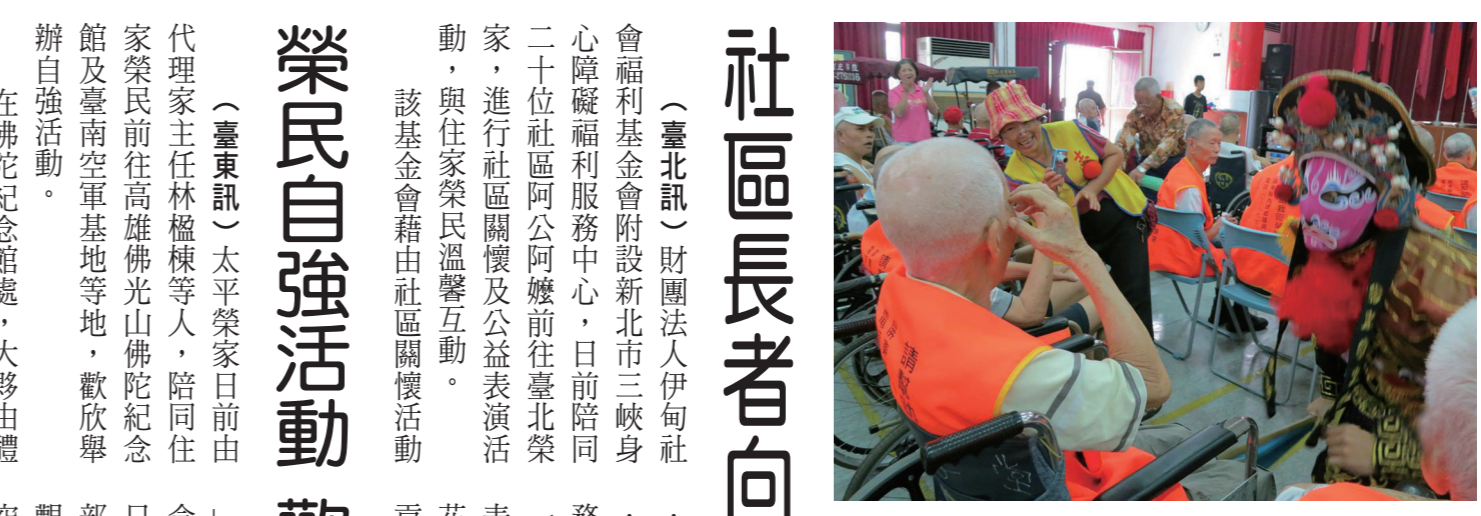 社區長者向
（臺北訊）財團法人伊甸社
會福利基金會附設新北市三峽身
心障礙福利服務中心，日前陪同
二十位社區阿公阿嬤前往臺北榮
家，進行社區關懷及公益表演活
動，與住家榮民溫馨互動。
該基金會藉由社區關懷活動
榮民自強活動
（臺東訊）太平榮家日前由
代理家主任林楹棟等人，陪同住
家榮民前往高雄佛光山佛陀紀念
館及臺南空軍基地等地，歡欣舉
辦自強活動。
在佛陀紀念館處，大夥由禮